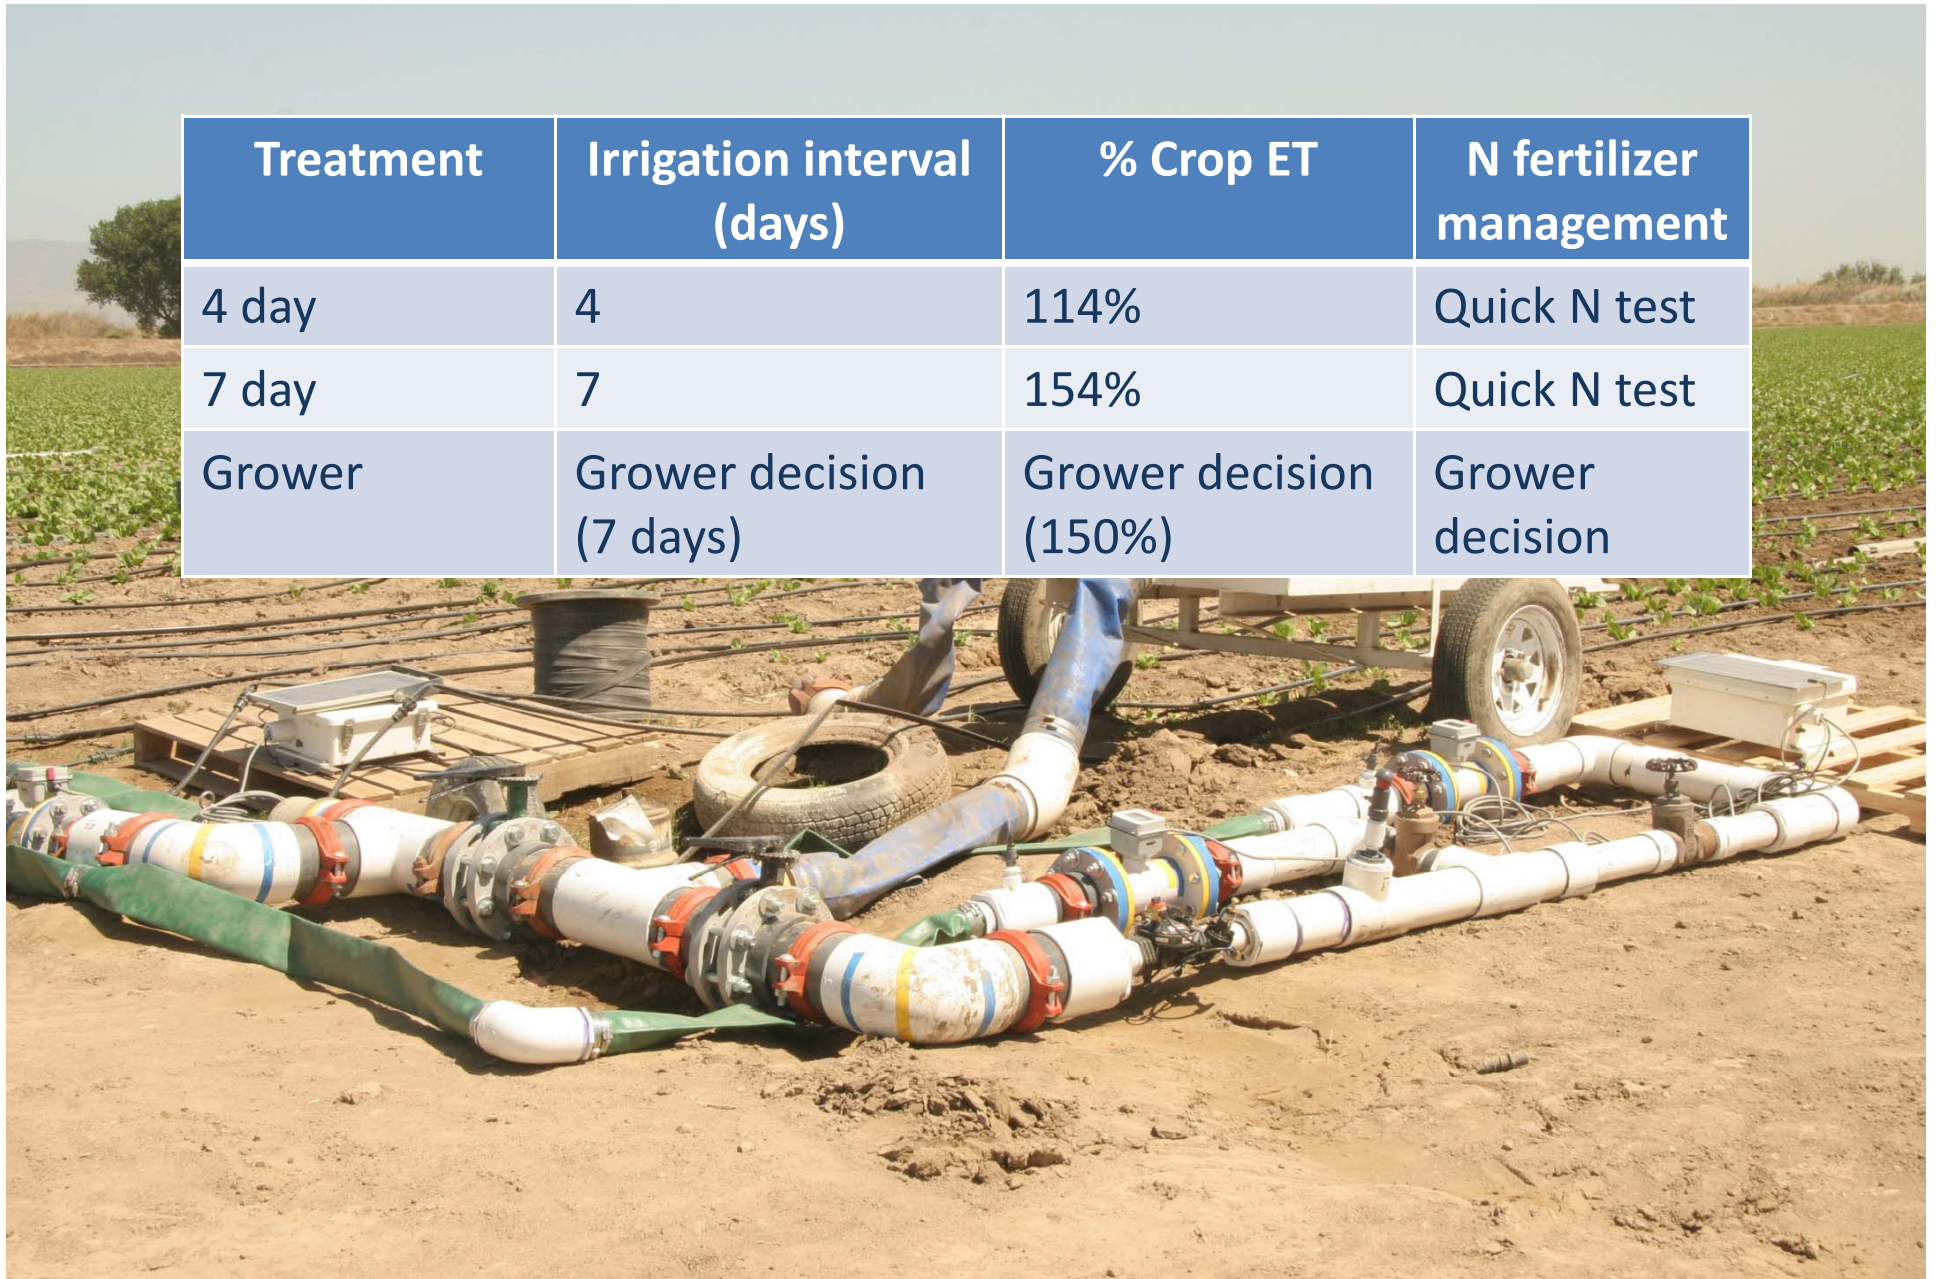 Treatment
Irrigation interval
(days)
% Crop ET
N fertilizer
management
4 day
4
114%
Quick N test
7 day
7
154%
Quick N test
Grower
Grower decision
(7 days)
Grower decision
(150%)
Grower
decision